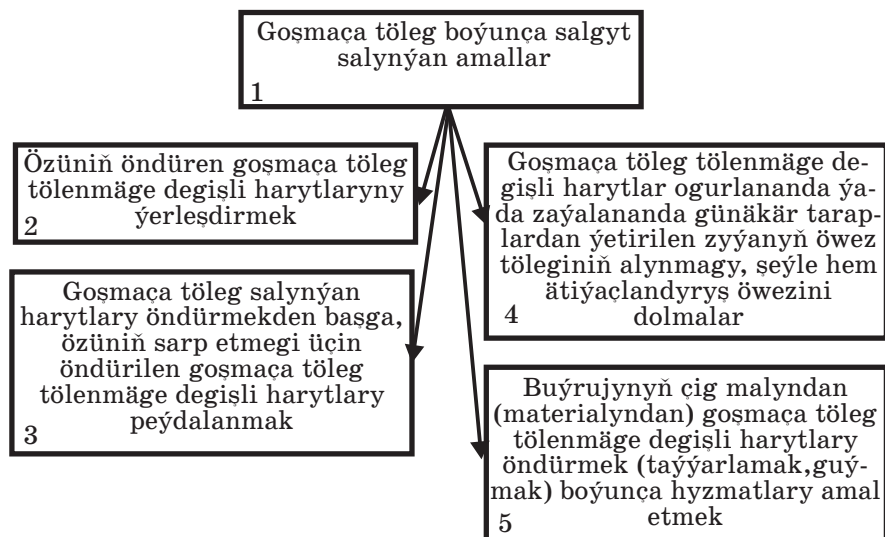 Goşmaça töleg boýunça salgyt
salynýan amallar
1
Özüniň öndüren goşmaça töleg
tölenmäge degişli harytlaryny
ýerleşdirmek
2
Goşmaça töleg salynýan
harytlary öndürmekden başga,
özüniň sarp etmegi üçin
öndürilen goşmaça töleg
tölenmäge degişli harytlary
peýdalanmak
3
Goşmaça töleg tölenmäge de-
gişli harytlar ogurlananda ýa-
da zaýalananda günäkär tarap-
lardan ýetirilen zyýanyň öwez
töleginiň alynmagy, şeýle hem
ätiýaçlandyryş öwezini
dolmalar
4
Buýrujynyň çig malyndan
(materialyndan) goşmaça töleg
tölenmäge degişli harytlary
öndürmek (taýýarlamak,guý-
mak) boýunça hyzmatlary amal
etmek
5